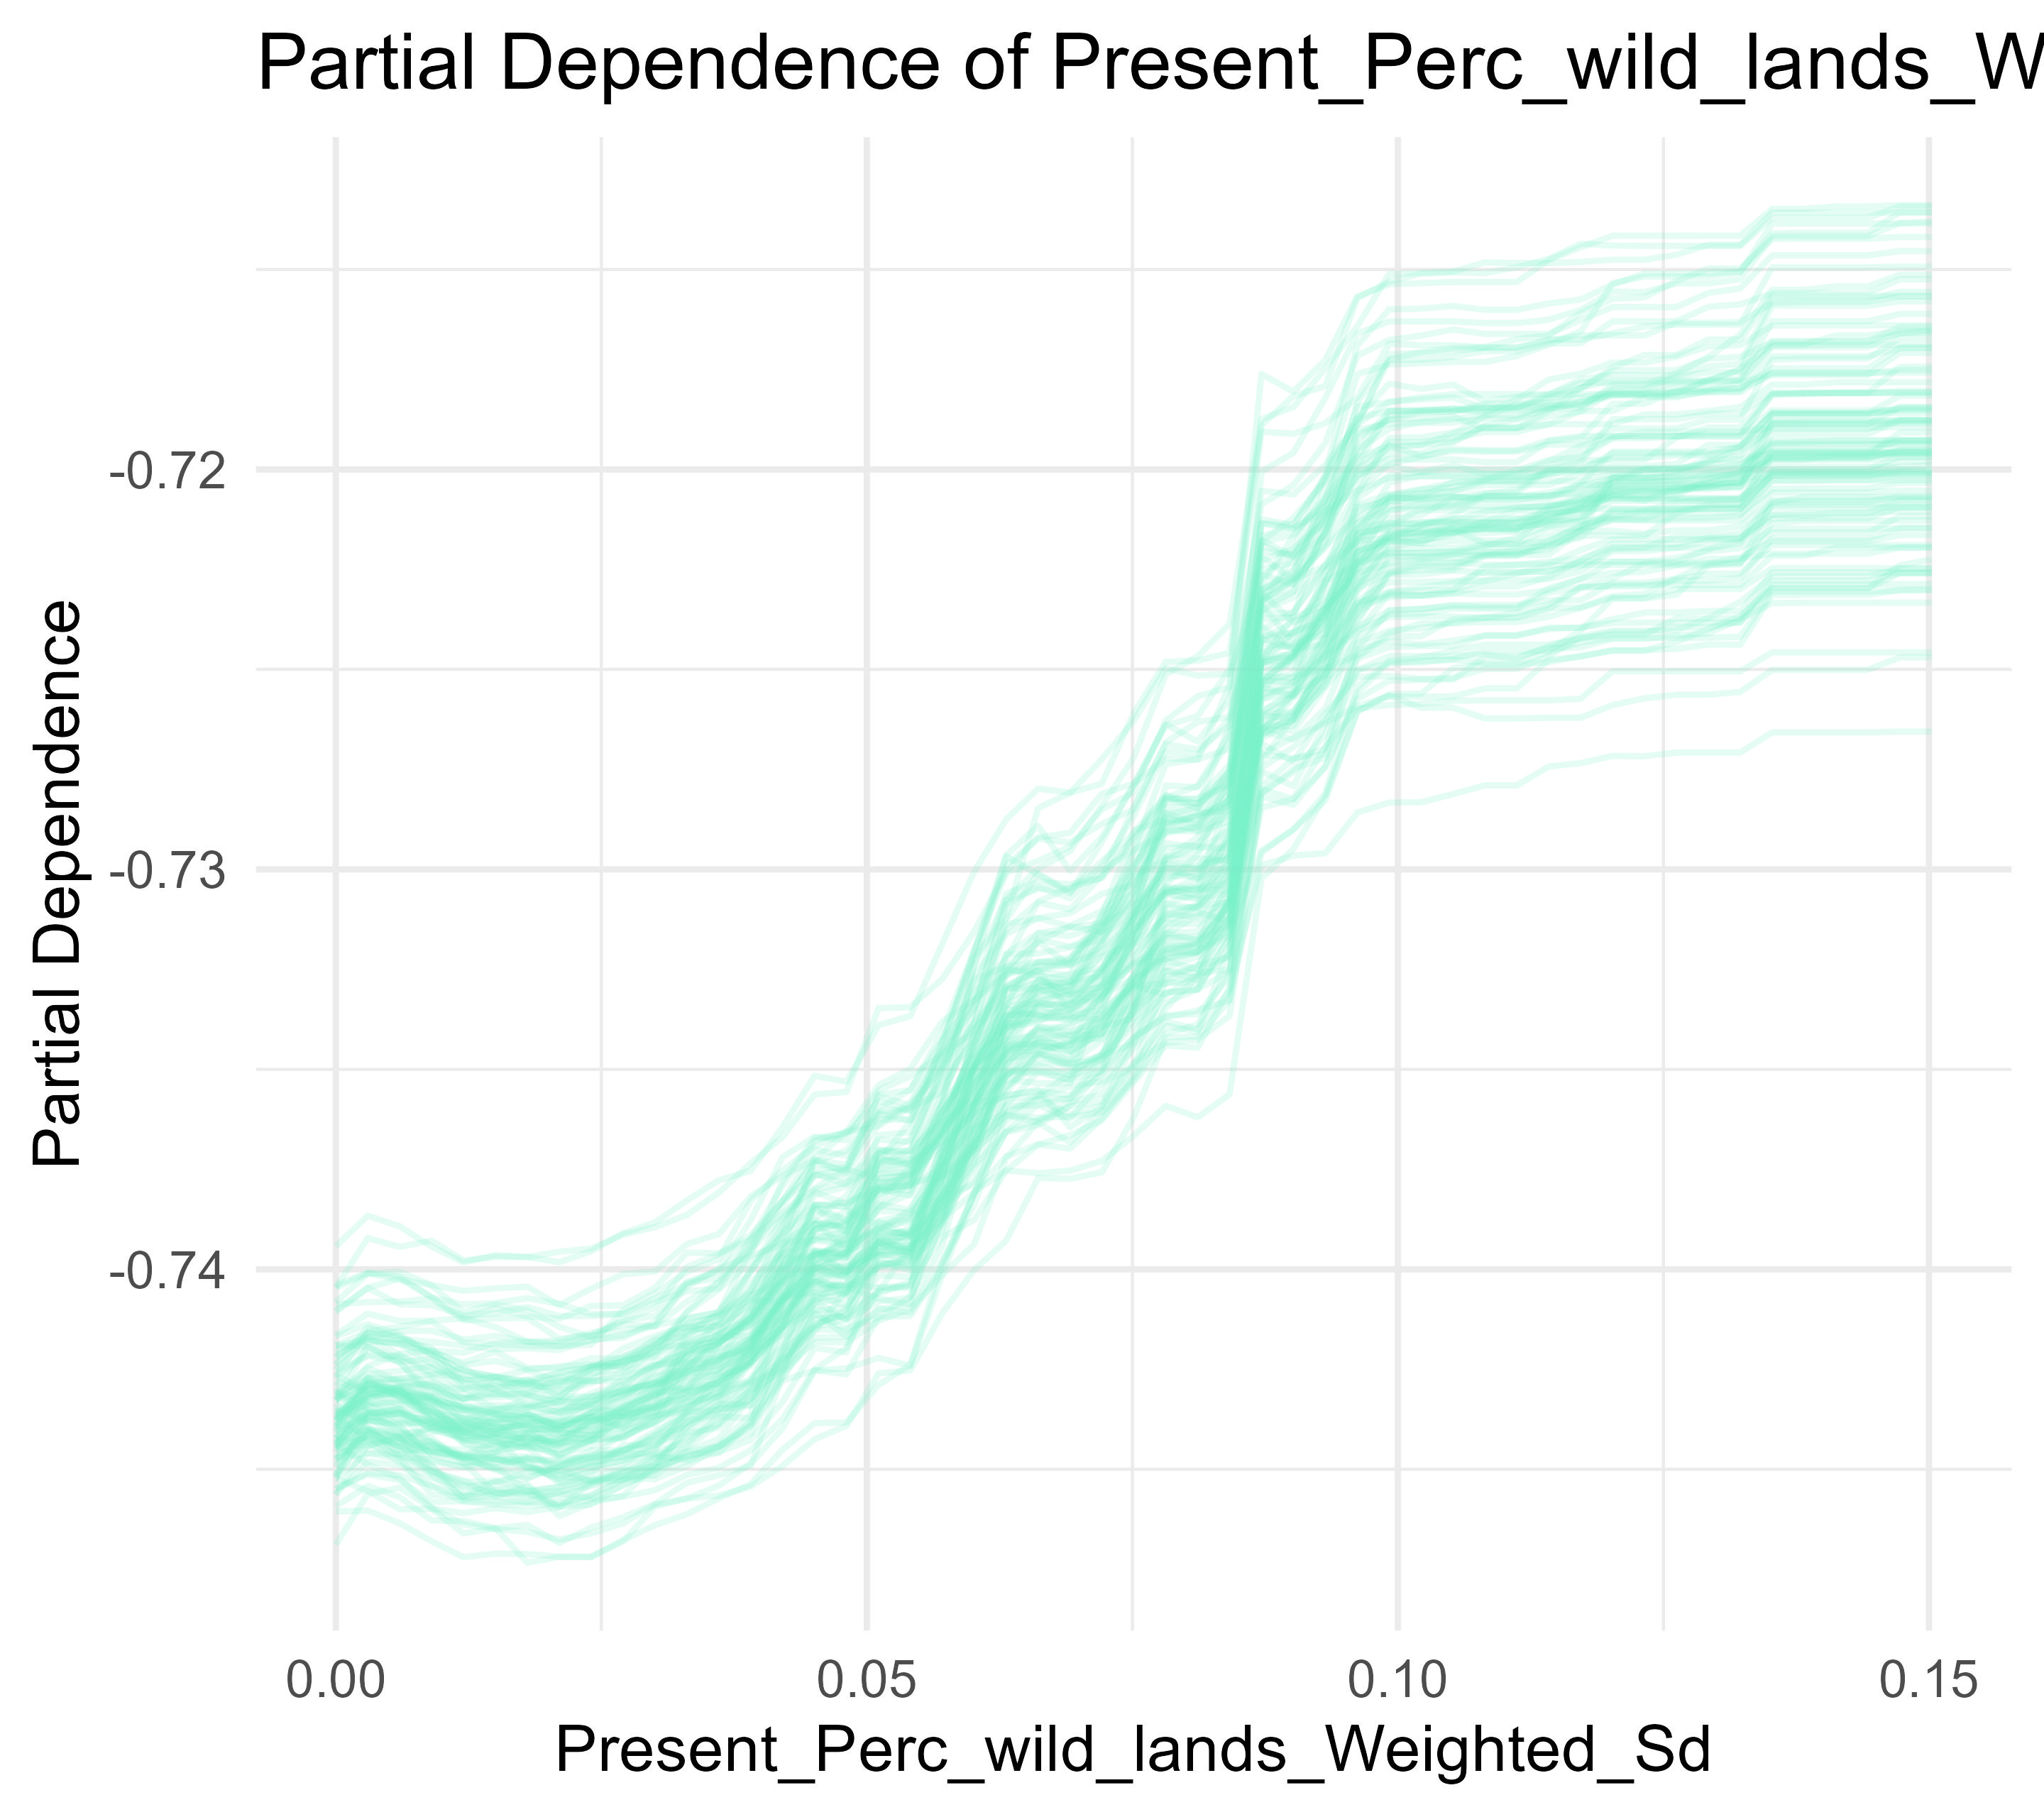 Partial Dependence of Present_Perc_wild_lands_W
Partial Dependence
-0.72
-0.73
-0.74
0.00 0.05 0.10 0.15
Present_Perc_wild_lands_Weighted_Sd